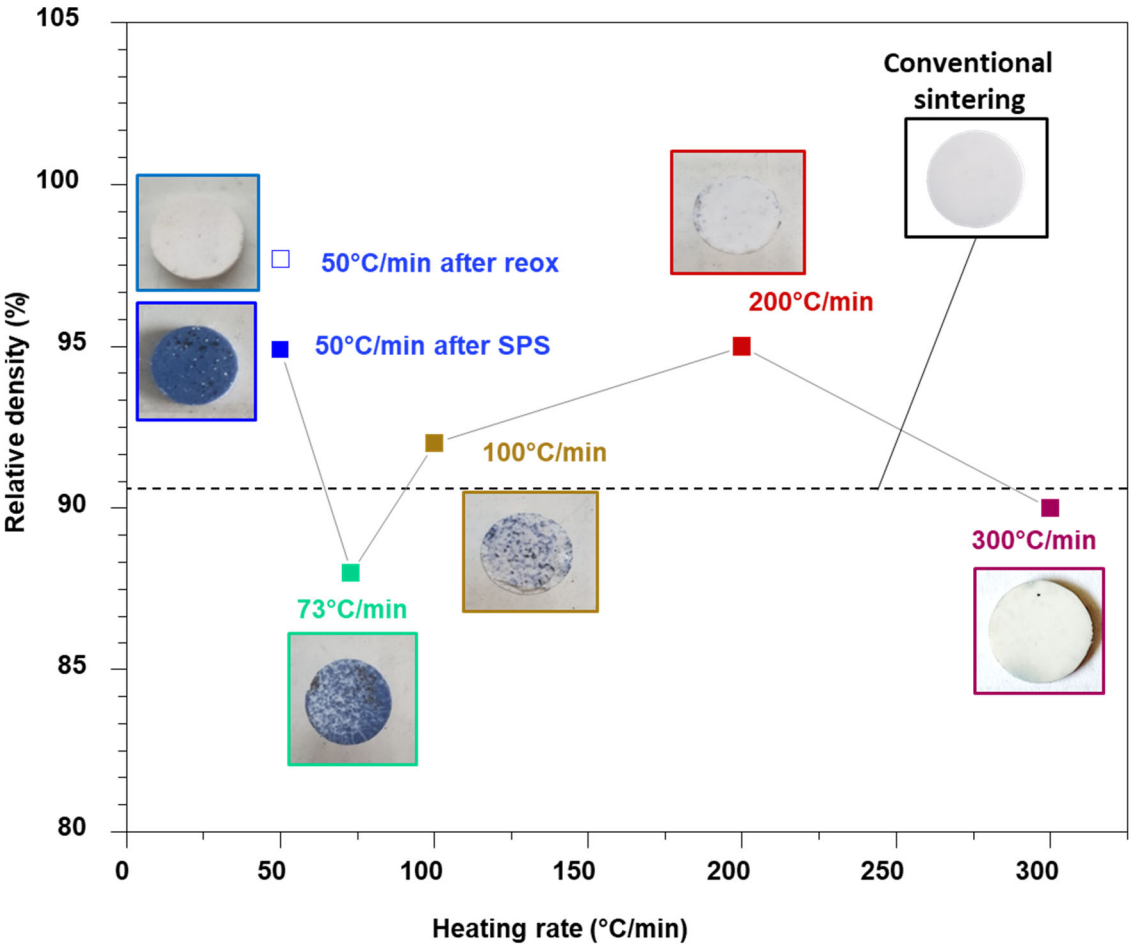 105
100
95
90
85
80
Relative density (%)
Conventional
sintering
50°C/min after reox
50°C/min after SPS
200°C/min
100°C/min
73°C/min
300°C/min
0
50
100
150
200
250
300
Heating rate (°C/min)